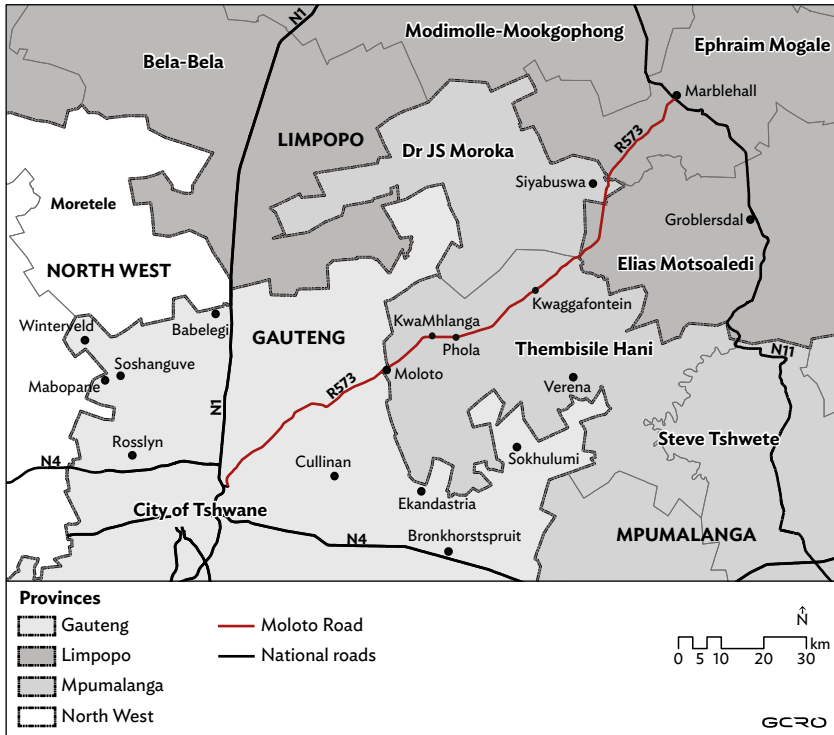 N1
Modimolle-Mookgophong
Ephraim Mogale
Bela-Bela
Marblehall
LIMPOPO
Dr JS Moroka
R573
Siyabuswa
Moretele
Groblersdal
NORTH WEST
Elias Motsoaledi
Kwaggafontein
Babelegi
Winterveld
GAUTENG
KwaMhlanga
Phola
Thembisile Hani
N11
Soshanguve
Mabopane
Moloto
R573
Verena
N1
Steve Tshwete
Rosslyn
Sokhulumi
N4
Cullinan
Ekandastria
City of Tshwane
N4
Bronkhorstspruit
MPUMALANGA
Provinces
Gauteng
Limpopo
Mpumalanga
North West
Moloto Road
National roads
N
km
0 5 10 20 30
GCRO